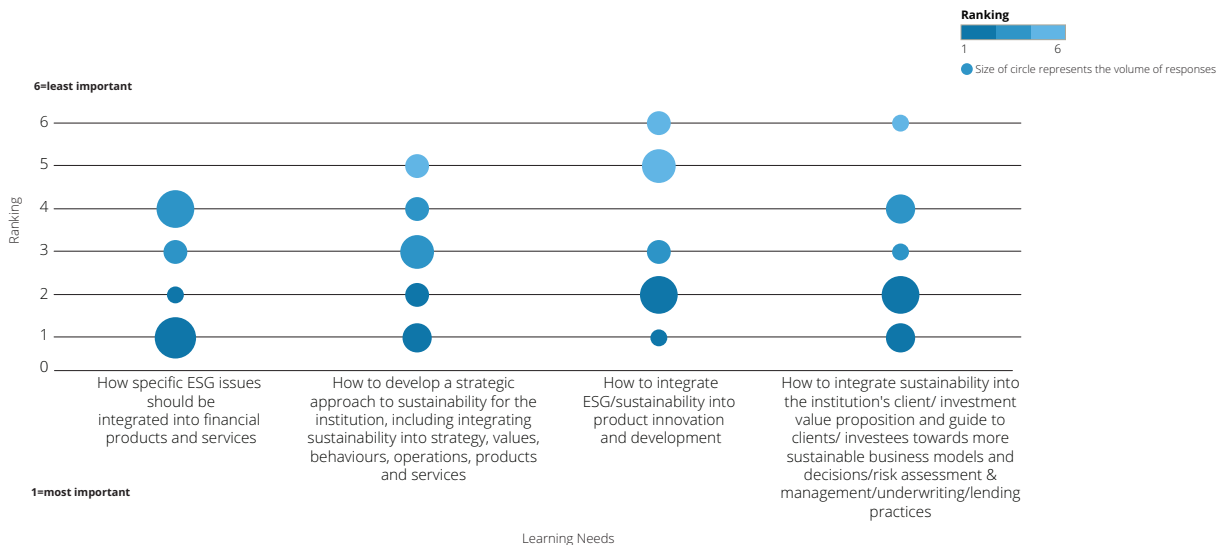 Ranking
1 6
Size of circle represents the volume of responses
6=least important
6
5
4
3
2
1
0
Ranking
How specific ESG issues
should be
integrated into financial
products and services
How to develop a strategic
approach to sustainability for the
institution, including integrating
sustainability into strategy, values,
behaviours, operations, products
and services
How to integrate
ESG/sustainability into
product innovation
and development
How to integrate sustainability into
the institution's client/ investment
value proposition and guide to
clients/ investees towards more
sustainable business models and
decisions/risk assessment &
management/underwriting/lending
practices
1=most important
Learning Needs